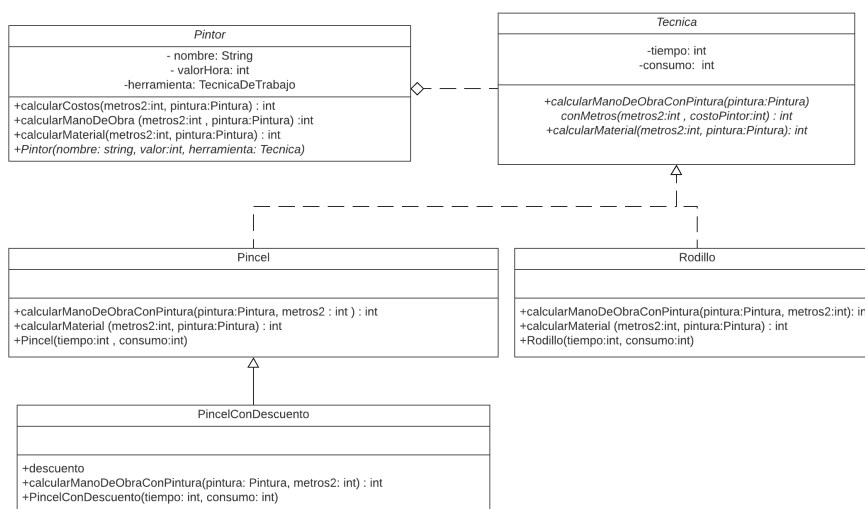 Pintor
- nombre: String
- valorHora: int
-herramienta: TecnicaDeTrabajo
+calcularCostos(metros2:int, pintura:Pintura) : int
+calcularManoDeObra (metros2:int , pintura:Pintura) :int
+calcularMaterial(metros2:int, pintura:Pintura) : int
+Pintor(nombre: string, valor:int, herramienta: Tecnica)
Tecnica
-tiempo: int
-consumo: int
+calcularManoDeObraConPintura(pintura:Pintura)
conMetros(metros2:int , costoPintor:int) : int
+calcularMaterial(metros2:int, pintura:Pintura): int
Pincel
+calcularManoDeObraConPintura(pintura:Pintura, metros2 : int ) : int
+calcularMaterial (metros2:int, pintura:Pintura) : int
+Pincel(tiempo:int , consumo:int)
Rodillo
+calcularManoDeObraConPintura(pintura:Pintura, metros2:int): in
+calcularMaterial (metros2:int, pintura:Pintura) : int
+Rodillo(tiempo:int, consumo:int)
PincelConDescuento
+descuento
+calcularManoDeObraConPintura(pintura: Pintura, metros2: int) : int
+PincelConDescuento(tiempo: int, consumo: int)